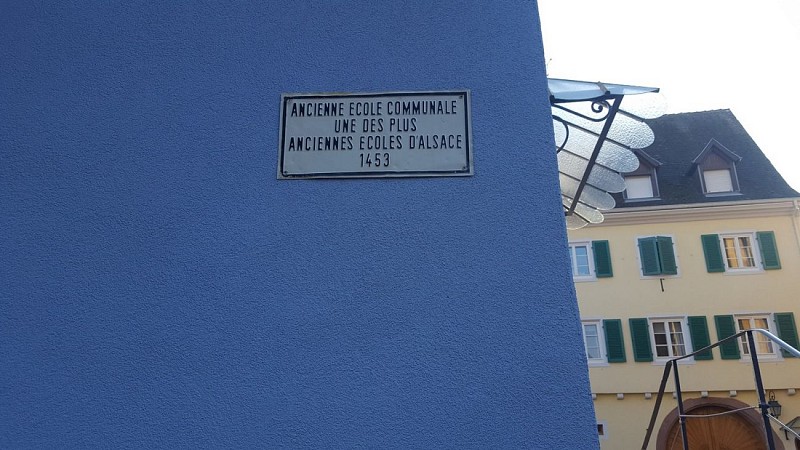 ANCIENNE ECOLE COMMUNALE
UNE DES PLUS
ANCIENNES ECOLES D'ALSACE
1453